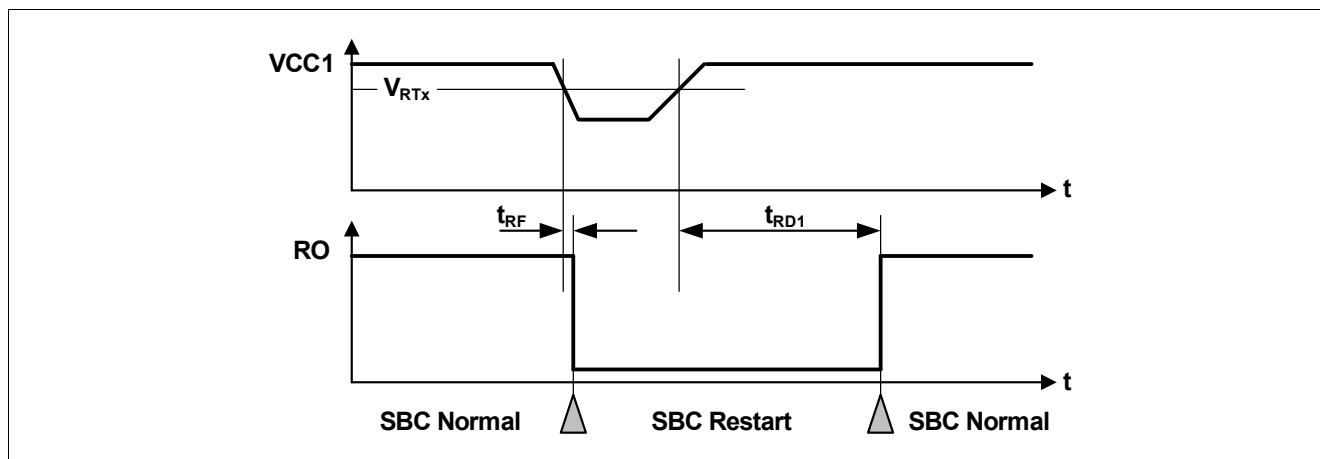 VCC1
VRTx
t
tRF
tRD1
RO
t
SBC Normal
SBC Restart
SBC Normal